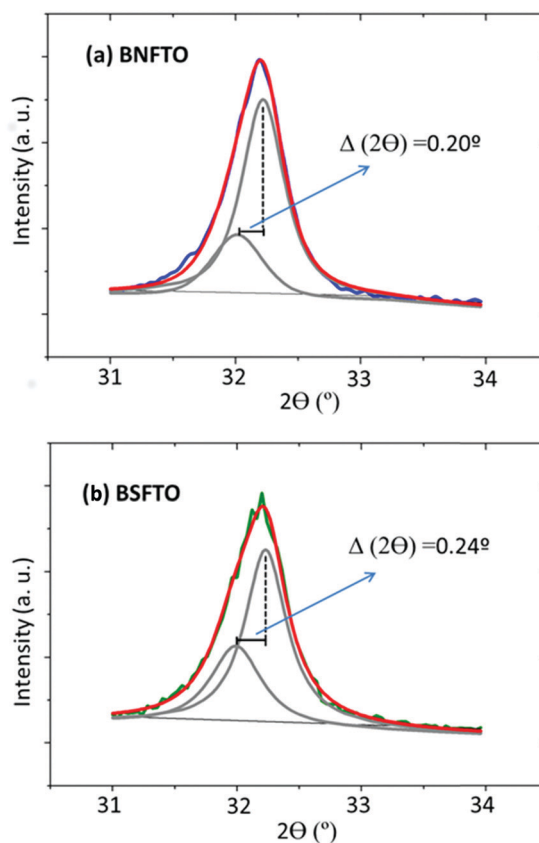 (a) BNFTO
Δ (2Θ) =0.20º
Intensity (a. u.)
31 32 33 34
2Θ (º)
(b) BSFTO
Δ (2Θ) =0.24º
Intensity (a. u.)
31 32 33 34
2Θ (º)